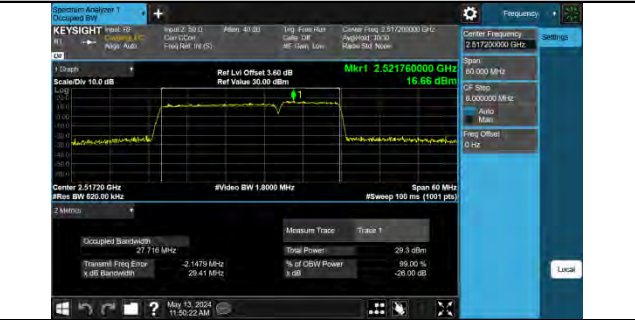 Spectrum Analyzer 1
Occupied BW
Frequency
KEYSIGHT Input: RF
Input Z: 50 Ω
Atten: 40 dB
Trig: Free Run
Center Freq: 2.517200000 GHz
Align: Auto
Freq Ref: Int (S)
Gate: Off
#IF Gain: Low
Avg|Hold: 10/10
Radio Std: None
Center Frequency
2.517200000 GHz
Settings
Span
60.000 MHz
CF Step
6.000000 MHz
Auto
Man
Freq Offset
0 Hz
1 Graph
Scale/Div 10.0 dB
Ref Lvl Offset 3.60 dB
Ref Value 30.00 dBm
Mkr1 2.521760000 GHz
16.66 dBm
Log
1
Center 2.51720 GHz
#Res BW 620.00 kHz
#Video BW 1.8000 MHz
Span 60 MHz
#Sweep 100 ms (1001 pts)
2 Metrics
Measure Trace
Trace 1
Occupied Bandwidth
27.716 MHz
Total Power
29.3 dBm
Transmit Freq Error
-2.1479 MHz
% of OBW Power
99.00 %
x dB Bandwidth
29.41 MHz
x dB
-26.00 dB
Local
?
May 13, 2024
11:50:22 AM